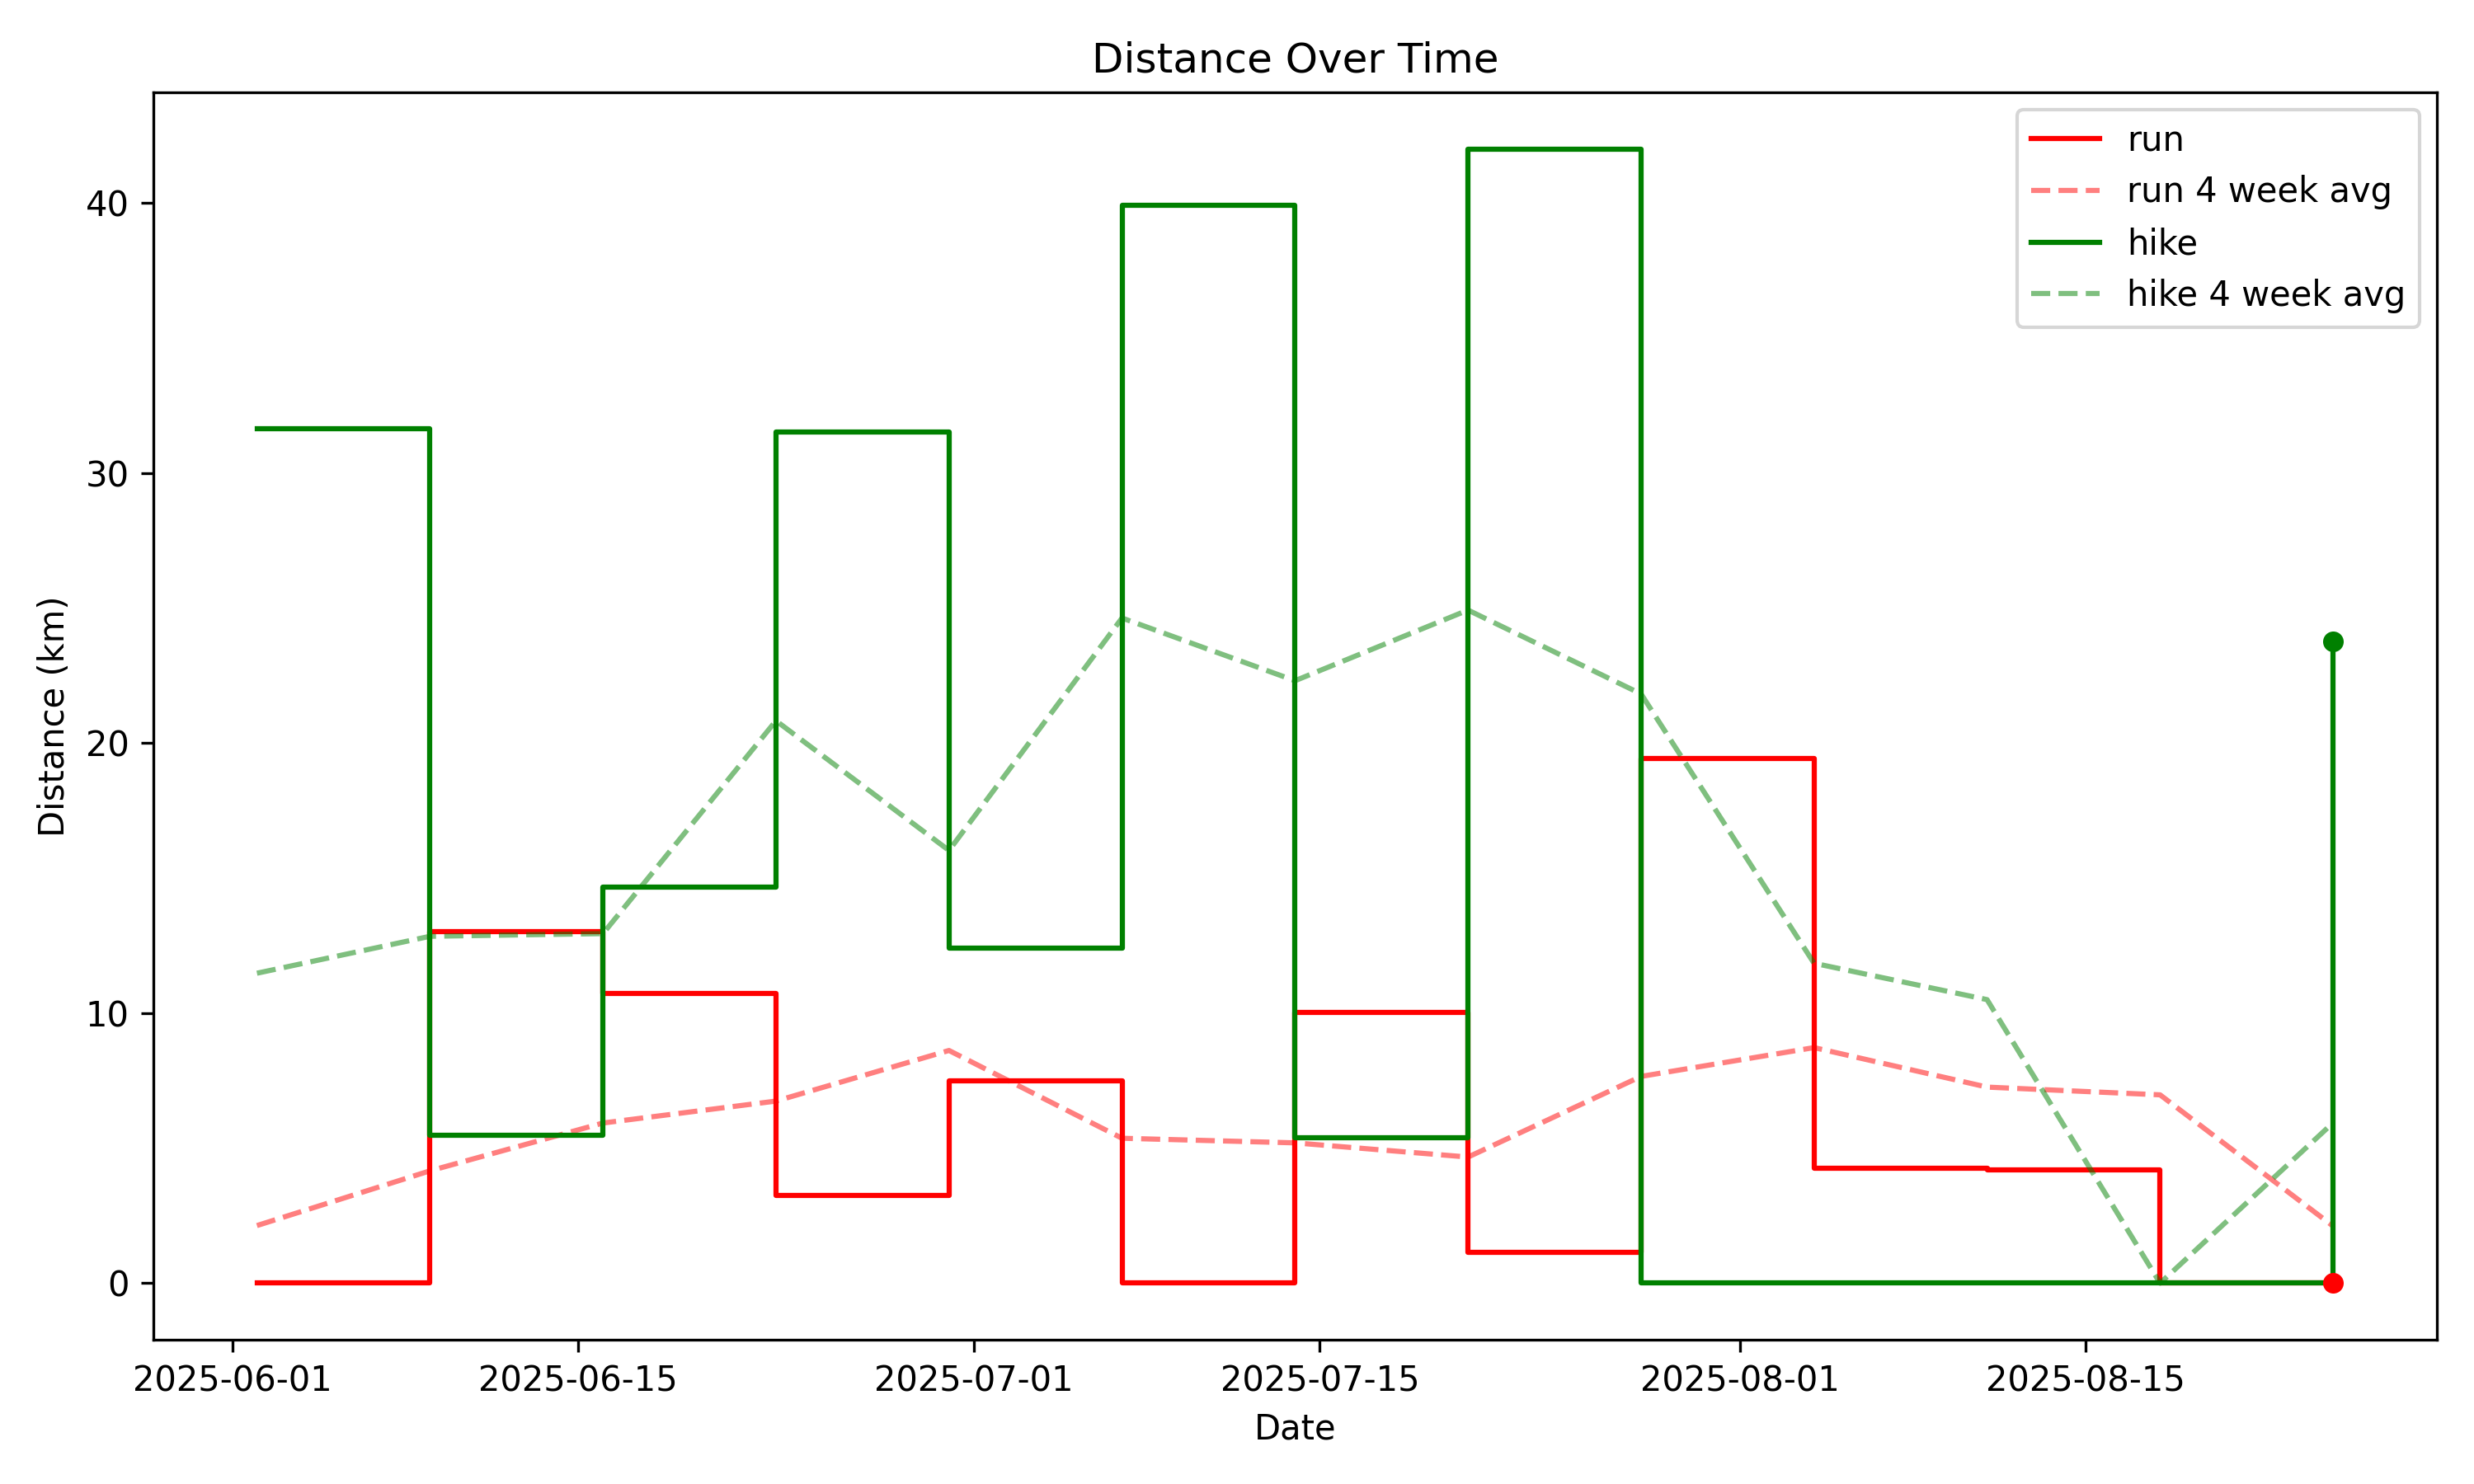 Distance Over Time
run
run 4 week avg
hike
hike 4 week avg
Distance (km)
40
30
20
10
0
2025-06-01
2025-06-15
2025-07-01
2025-07-15
2025-08-01
2025-08-15
Date